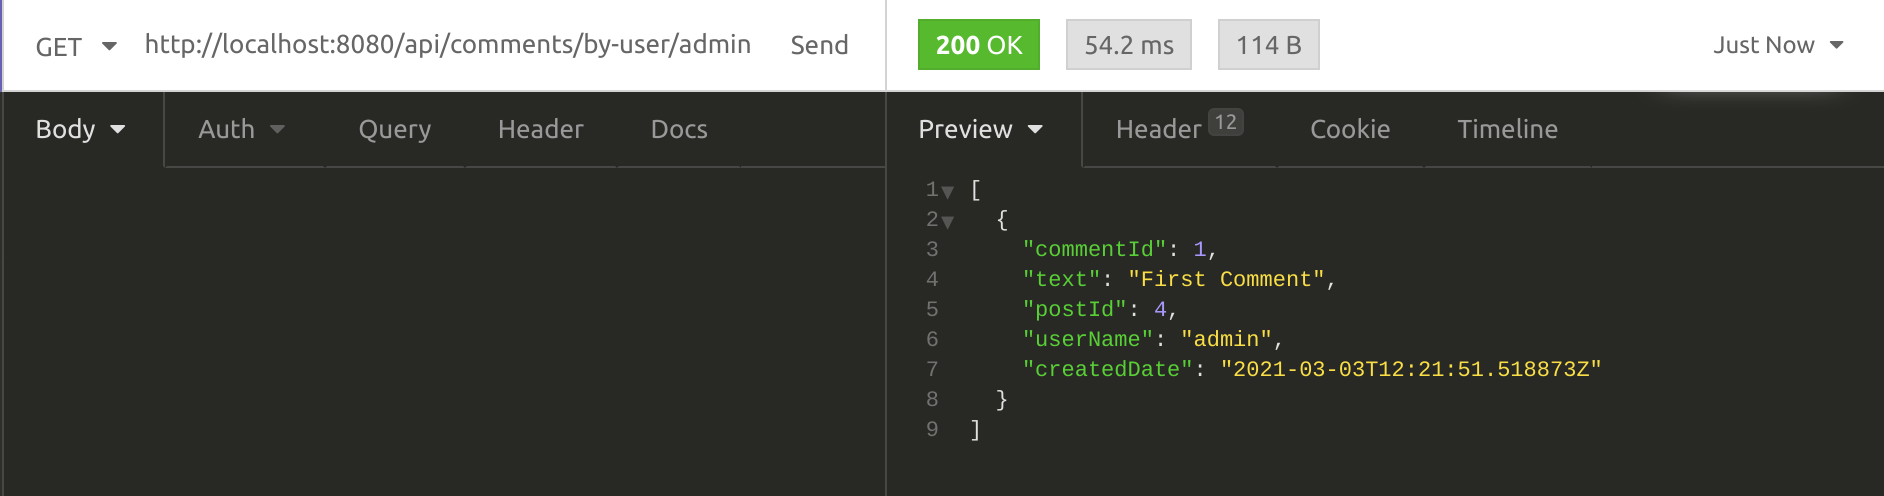 GET http://localhost:8080/api/comments/by-user/admin Send 200 OK 54.2 ms 114 B Just Now
Body Auth Query Header Docs Preview Header 12 Cookie Timeline
1 [
2 {
3 "commentId": 1,
4 "text": "First Comment",
5 "postId": 4,
6 "userName": "admin",
7 "createdDate": "2021-03-03T12:21:51.518873Z"
8 }
9 ]